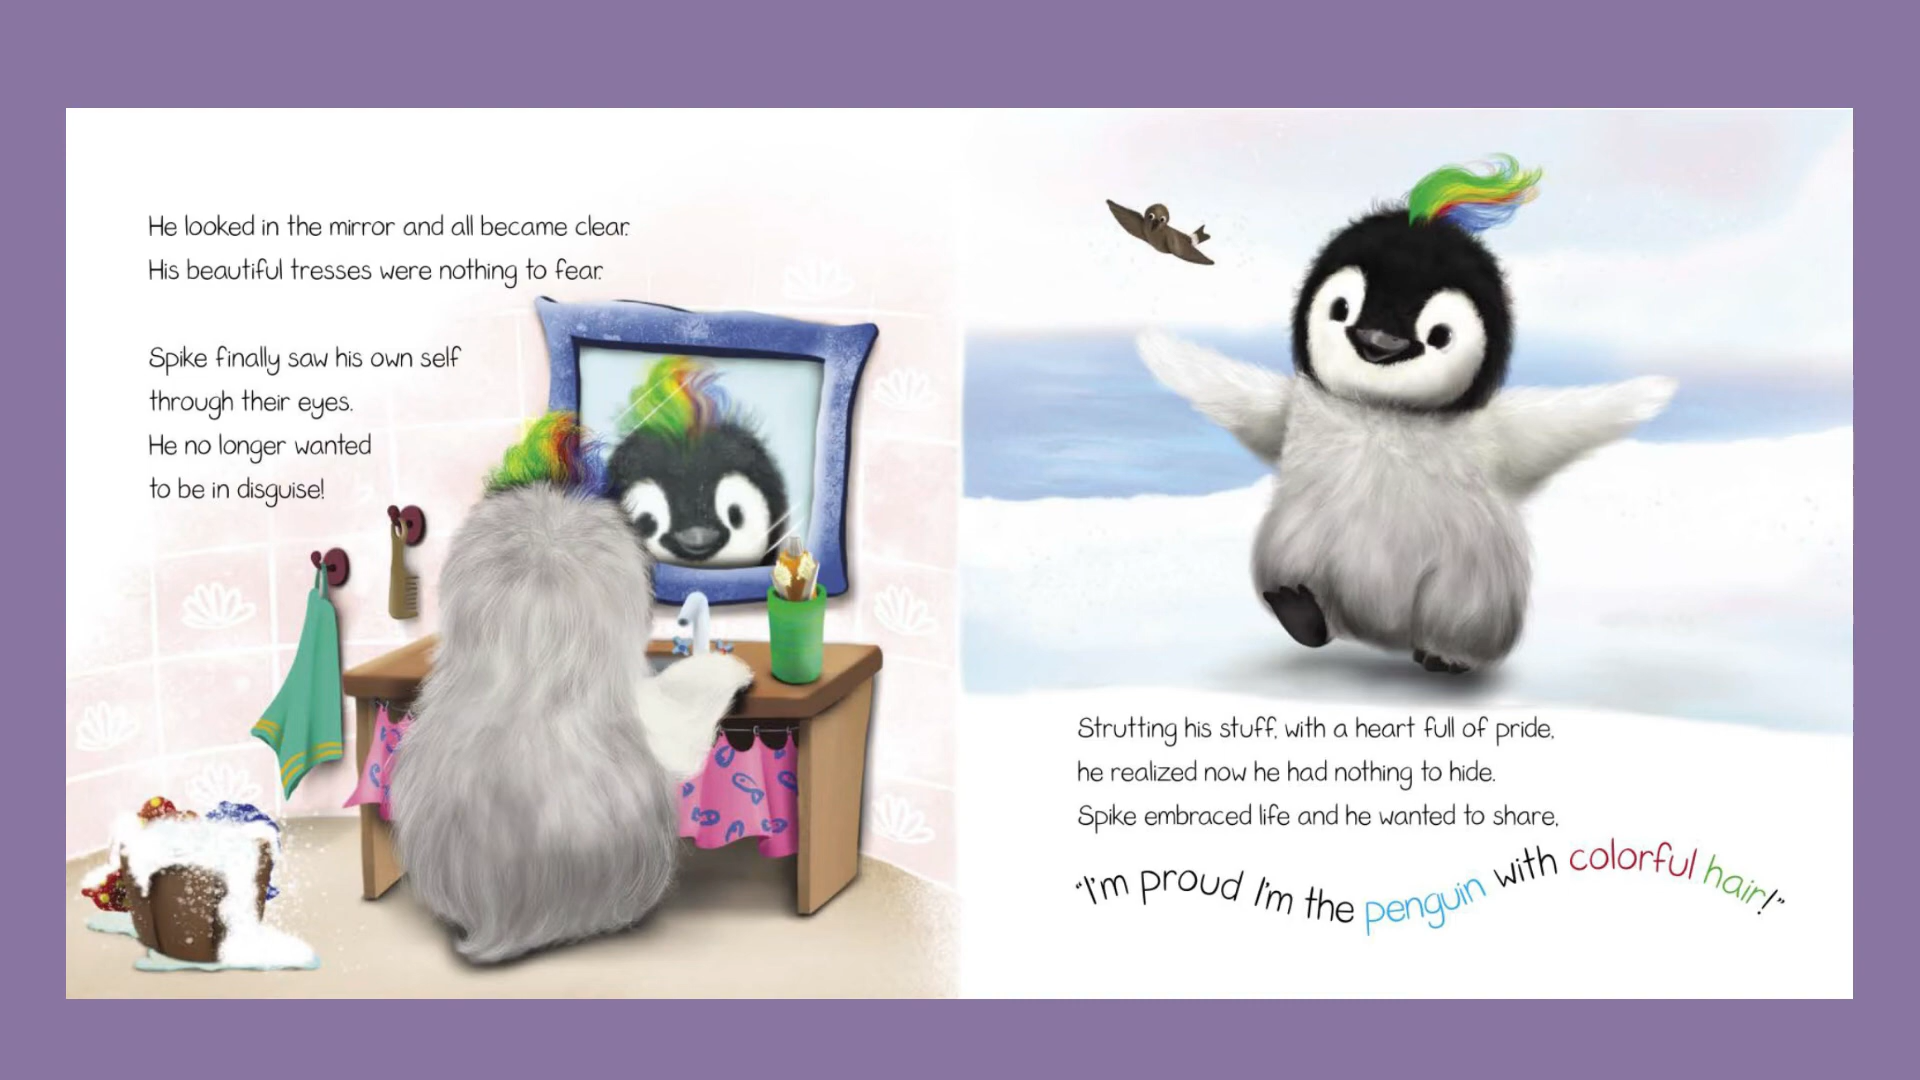 He looked in the mirror and all became clear.
His beautiful tresses were nothing to fear.
Spike finally saw his own self
through their eyes.
He no longer wanted
to be in disguise!
Strutting his stuff, with a heart full of pride,
he realized now he had nothing to hide.
Spike embraced life and he wanted to share,
"I'm proud I'm the penguin with colorful hair!"